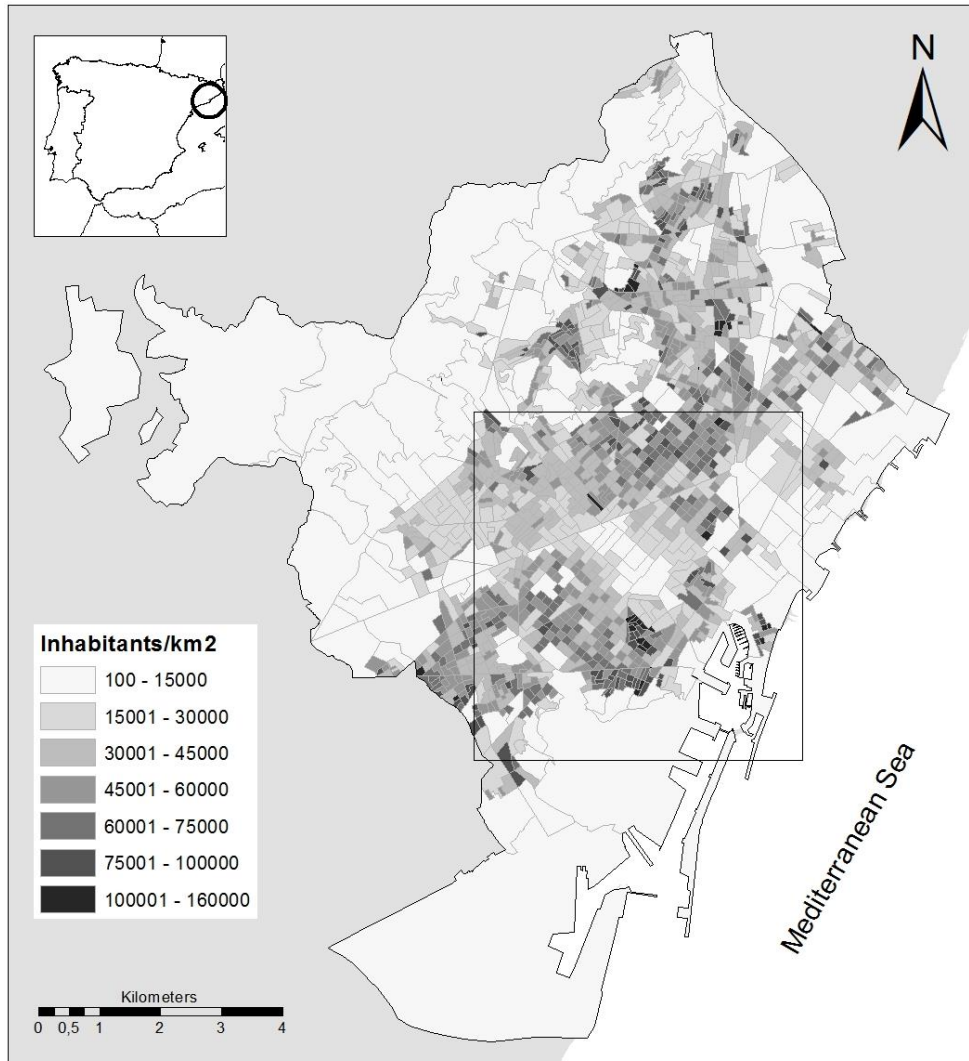 N
Inhabitants/km2
100 - 15000
15001 - 30000
30001 - 45000
45001 - 60000
60001 - 75000
75001 - 100000
100001 - 160000
Mediterranean Sea
Kilometers
0 0,5 1 2 3 4